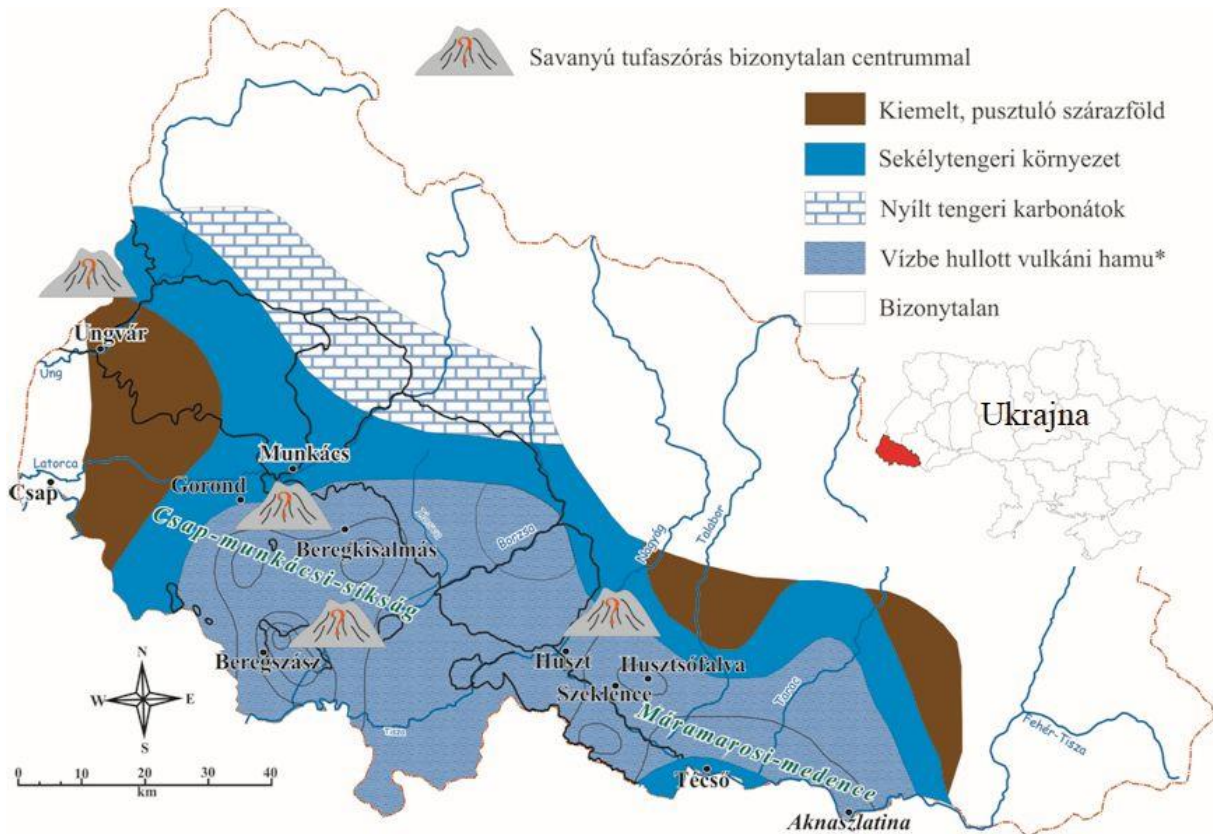 Savanyú tufaszórás bizonytalan centrummal
Kiemelt, pusztuló szárazföld
Sekélytengeri környezet
Nyílt tengeri karbonátok
Vízbe hullott vulkáni hamu*
Bizonytalan
Ukrajna
Ungvár
Ung
Latorca
Csap
Munkács
Gorond
Beregkisalmás
Csap-munkácsi-síkság
Borzsa
Nagyág
Talabor
Beregszász
Huszt
Husztsófalva
Szeklence
Tarac
Máramarosi-medence
Tisza
Técső
Aknaszlatina
Fehér-Tisza
N
W
E
S
0
10
20
30
40
km